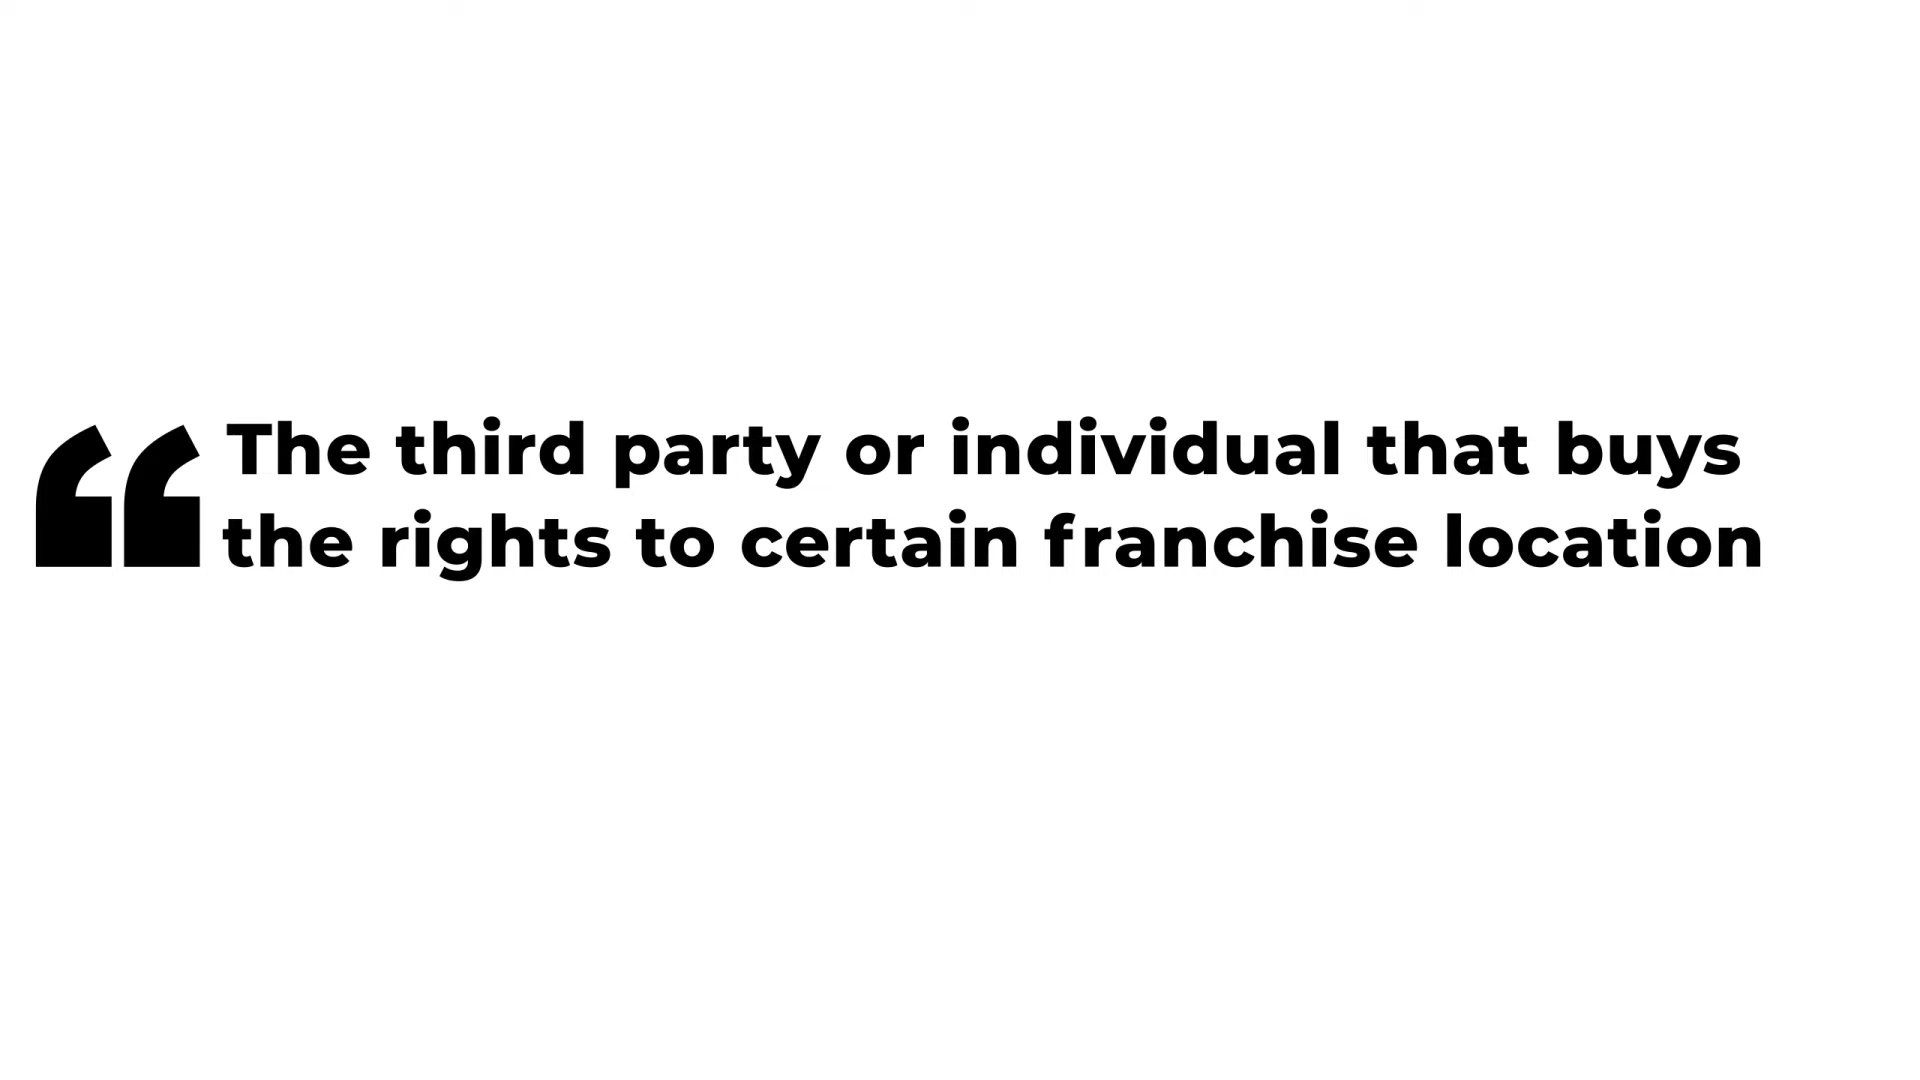 “The third party or individual that buys
the rights to certain franchise location